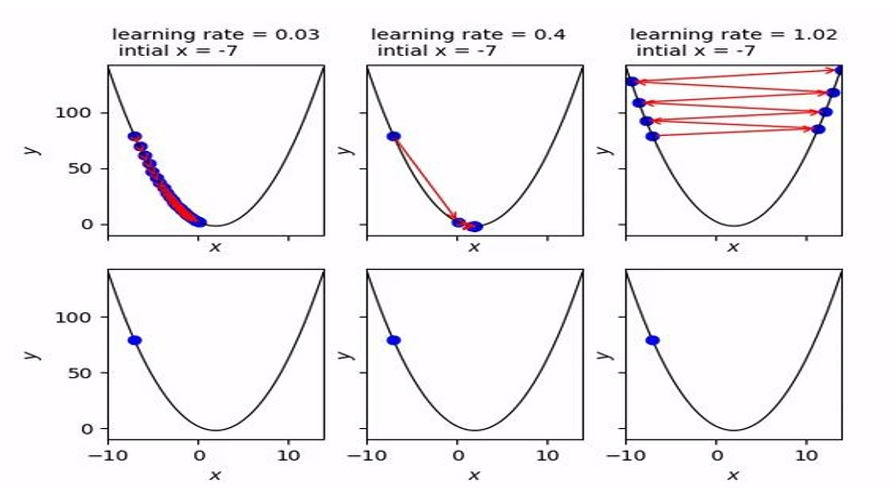 learning rate = 0.03
intial x = -7
learning rate = 0.4
intial x = -7
learning rate = 1.02
intial x = -7
100
50
0
y
x
y
x
y
x
100
50
0
y
−10 0 10
x
y
−10 0 10
x
y
−10 0 10
x